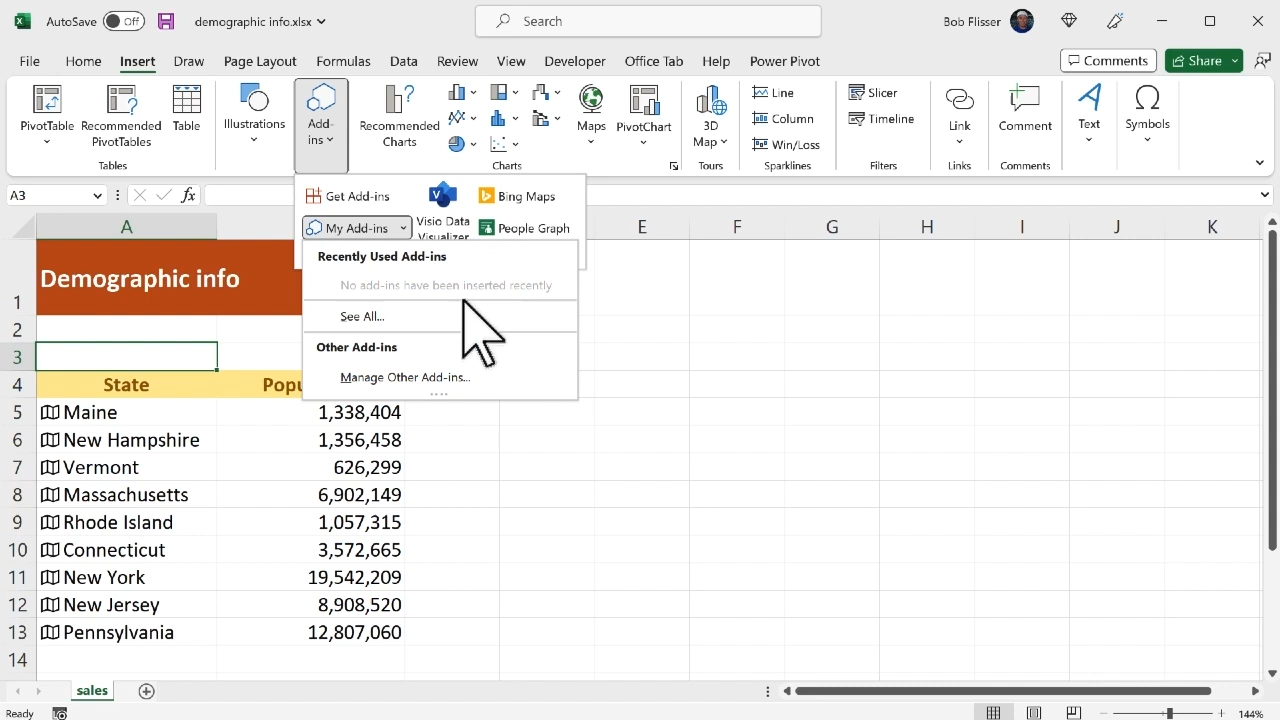 AutoSave Off demographic info.xlsx Search Bob Flisser
File Home Insert Draw Page Layout Formulas Data Review View Developer Office Tab Help Power Pivot Comments Share
PivotTable Recommended PivotTables Table Illustrations Add-ins Recommended Charts Maps PivotChart 3D Map Line Column Win/Loss Slicer Timeline Link Comment Text Symbols
Tables Charts Tours Sparklines Filters Links Comments
A3 fx
Get Add-ins Bing Maps
My Add-ins Visio Data Visualizer People Graph
Recently Used Add-ins
No add-ins have been inserted recently
See All...
Other Add-ins
Manage Other Add-ins...
A E F G H I J K
1 Demographic info
2
3
4 State Popu
5 Maine 1,338,404
6 New Hampshire 1,356,458
7 Vermont 626,299
8 Massachusetts 6,902,149
9 Rhode Island 1,057,315
10 Connecticut 3,572,665
11 New York 19,542,209
12 New Jersey 8,908,520
13 Pennsylvania 12,807,060
14
sales
Ready 144%